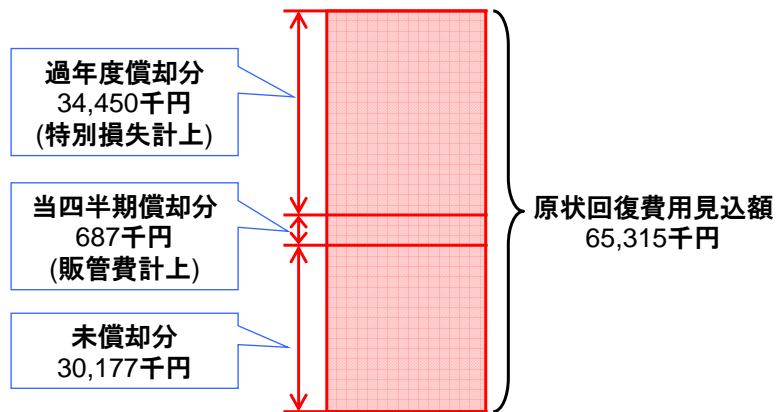 過年度償却分
34,450千円
(特別損失計上)
当四半期償却分
687千円
(販管費計上)
未償却分
30,177千円
原状回復費用見込額
65,315千円